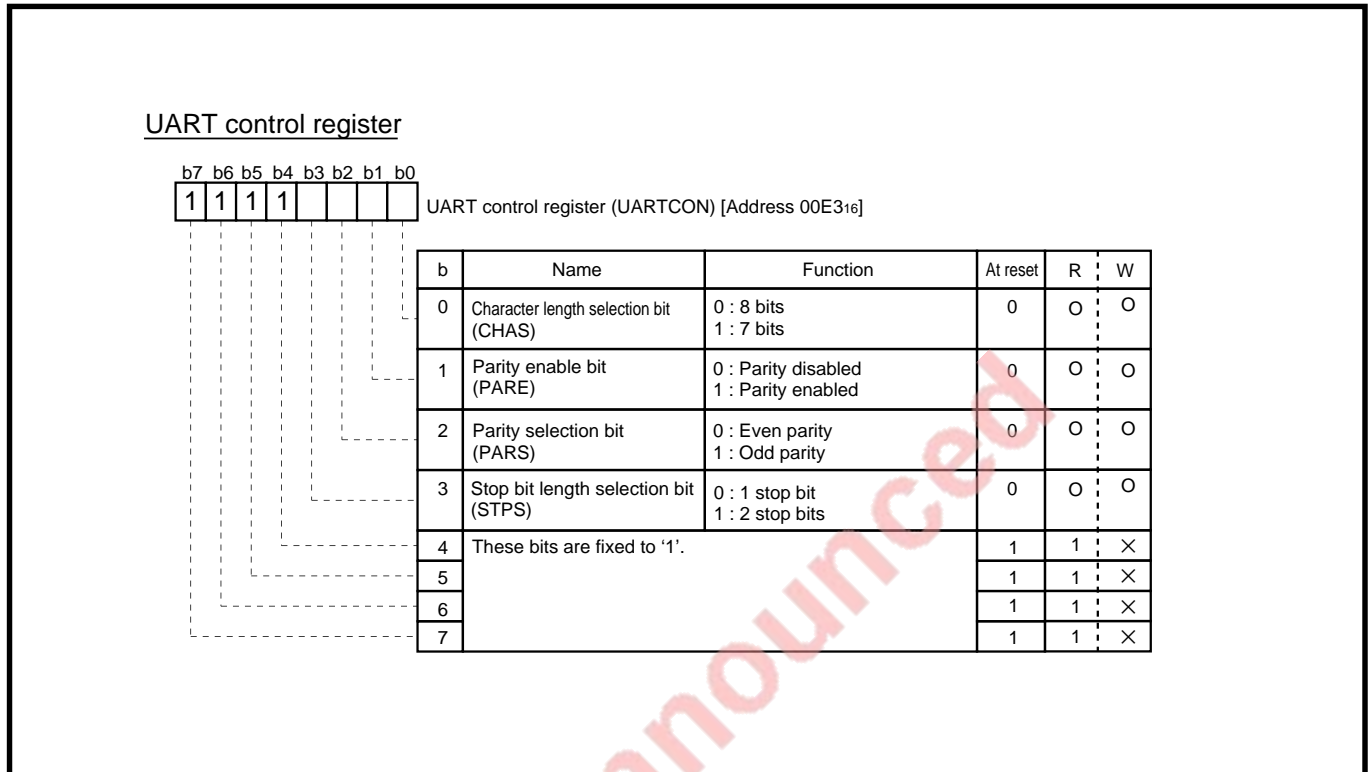 UART control register
b7 b6 b5 b4 b3 b2 b1 b0
1 1 1 1
UART control register (UARTCON) [Address 00E316]
b Name Function At reset R W
0 Character length selection bit (CHAS) 0 : 8 bits 1 : 7 bits 0 O O
1 Parity enable bit (PARE) 0 : Parity disabled 1 : Parity enabled 0 O O
2 Parity selection bit (PARS) 0 : Even parity 1 : Odd parity 0 O O
3 Stop bit length selection bit (STPS) 0 : 1 stop bit 1 : 2 stop bits 0 O O
4 These bits are fixed to ‘1’. 1 1 ×
5 1 1 ×
6 1 1 ×
7 1 1 ×
nounced